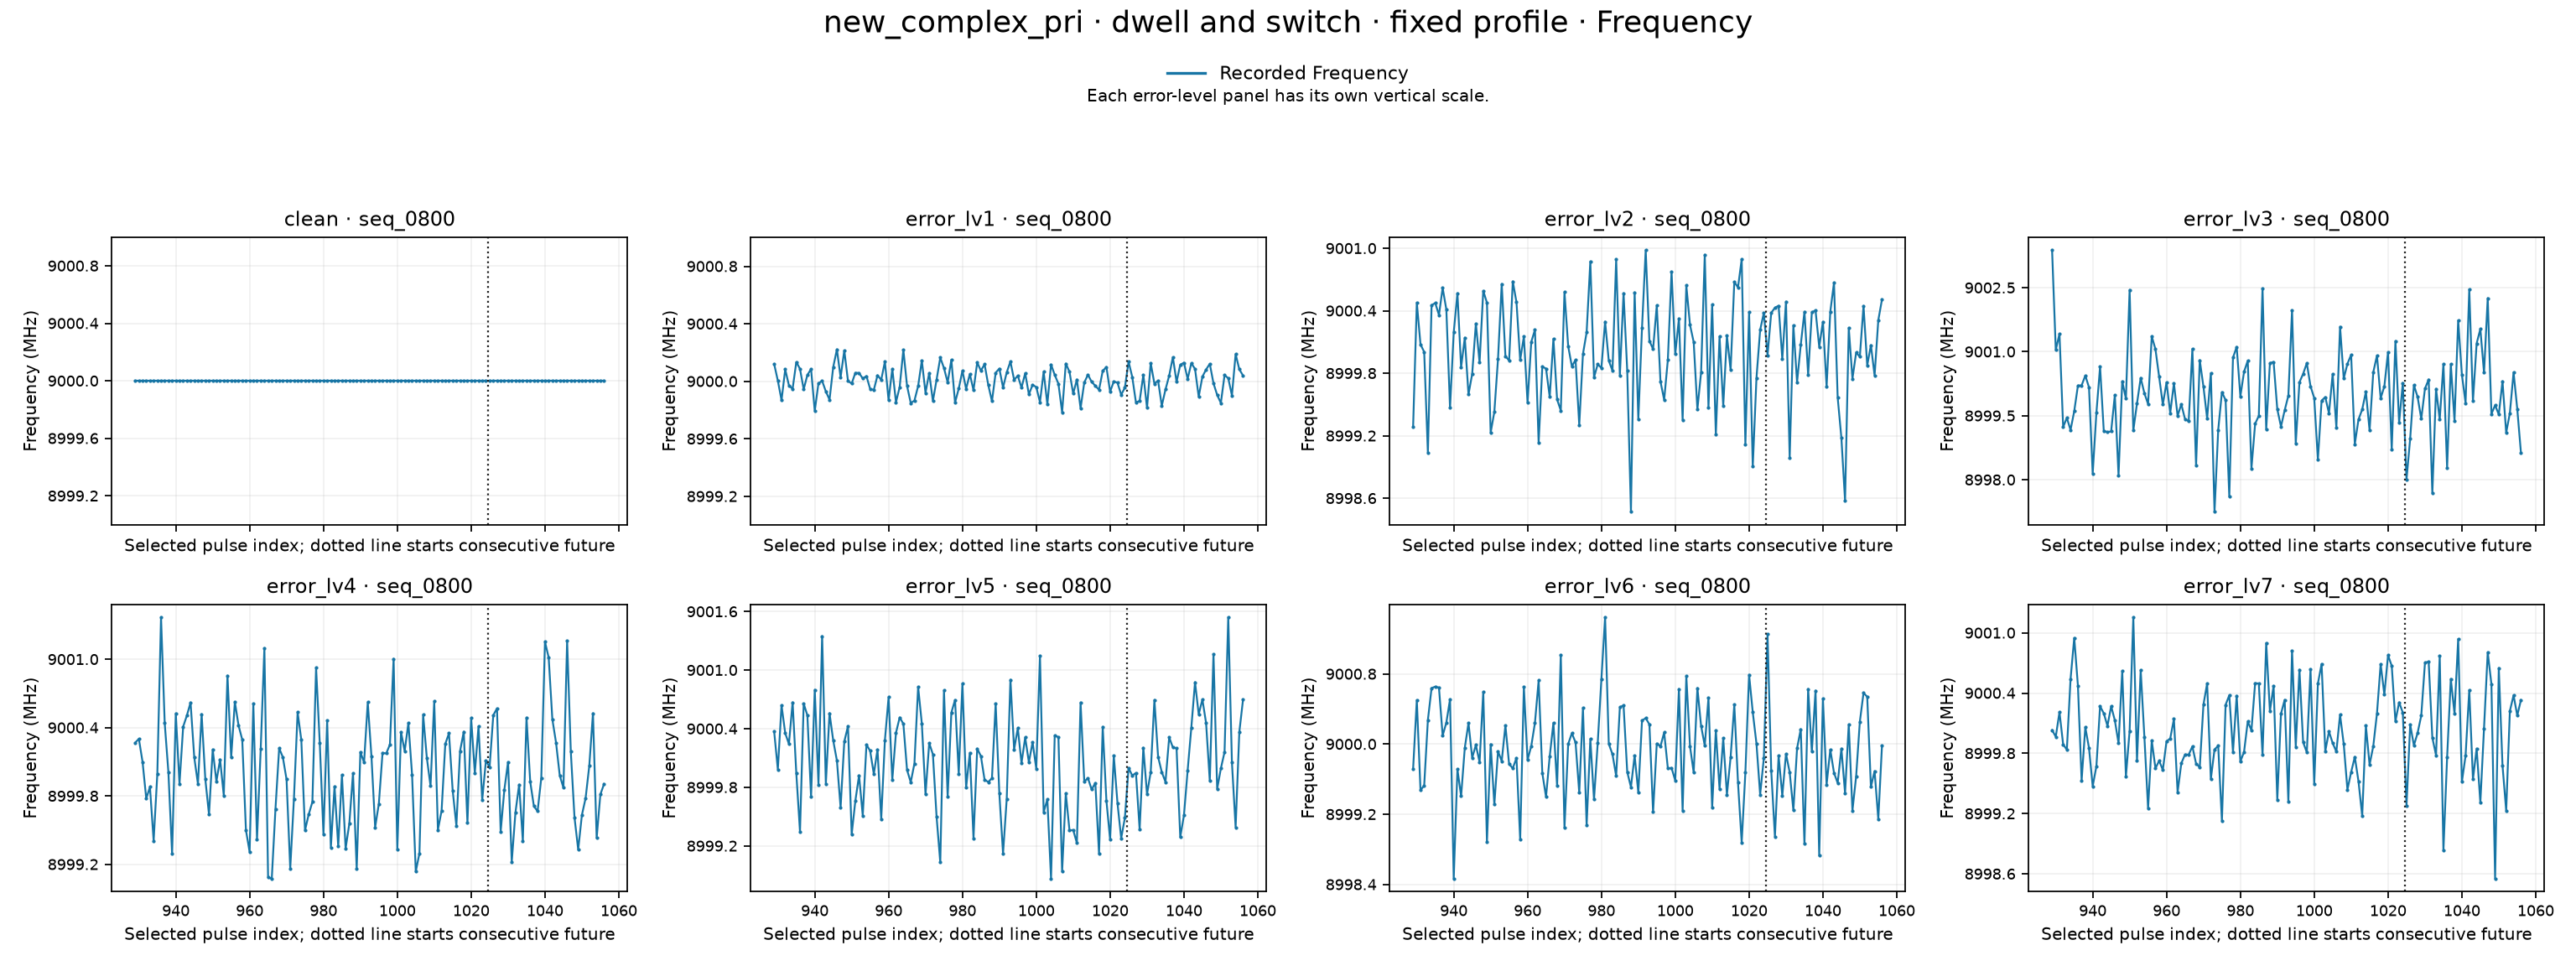 new_complex_pri · dwell and switch · fixed profile · Frequency
Recorded Frequency
Each error-level panel has its own vertical scale.
clean · seq_0800
error_lv1 · seq_0800
error_lv2 · seq_0800
error_lv3 · seq_0800
Frequency (MHz)
9000.8
9000.4
9000.0
8999.6
8999.2
Selected pulse index; dotted line starts consecutive future
Frequency (MHz)
9000.8
9000.4
9000.0
8999.6
8999.2
Selected pulse index; dotted line starts consecutive future
Frequency (MHz)
9001.0
9000.4
8999.8
8999.2
8998.6
Selected pulse index; dotted line starts consecutive future
Frequency (MHz)
9002.5
9001.0
8999.5
8998.0
Selected pulse index; dotted line starts consecutive future
error_lv4 · seq_0800
error_lv5 · seq_0800
error_lv6 · seq_0800
error_lv7 · seq_0800
Frequency (MHz)
9001.0
9000.4
8999.8
8999.2
940 960 980 1000 1020 1040 1060
Selected pulse index; dotted line starts consecutive future
Frequency (MHz)
9001.6
9001.0
9000.4
8999.8
8999.2
940 960 980 1000 1020 1040 1060
Selected pulse index; dotted line starts consecutive future
Frequency (MHz)
9000.8
9000.0
8999.2
8998.4
940 960 980 1000 1020 1040 1060
Selected pulse index; dotted line starts consecutive future
Frequency (MHz)
9001.0
9000.4
8999.8
8999.2
8998.6
940 960 980 1000 1020 1040 1060
Selected pulse index; dotted line starts consecutive future